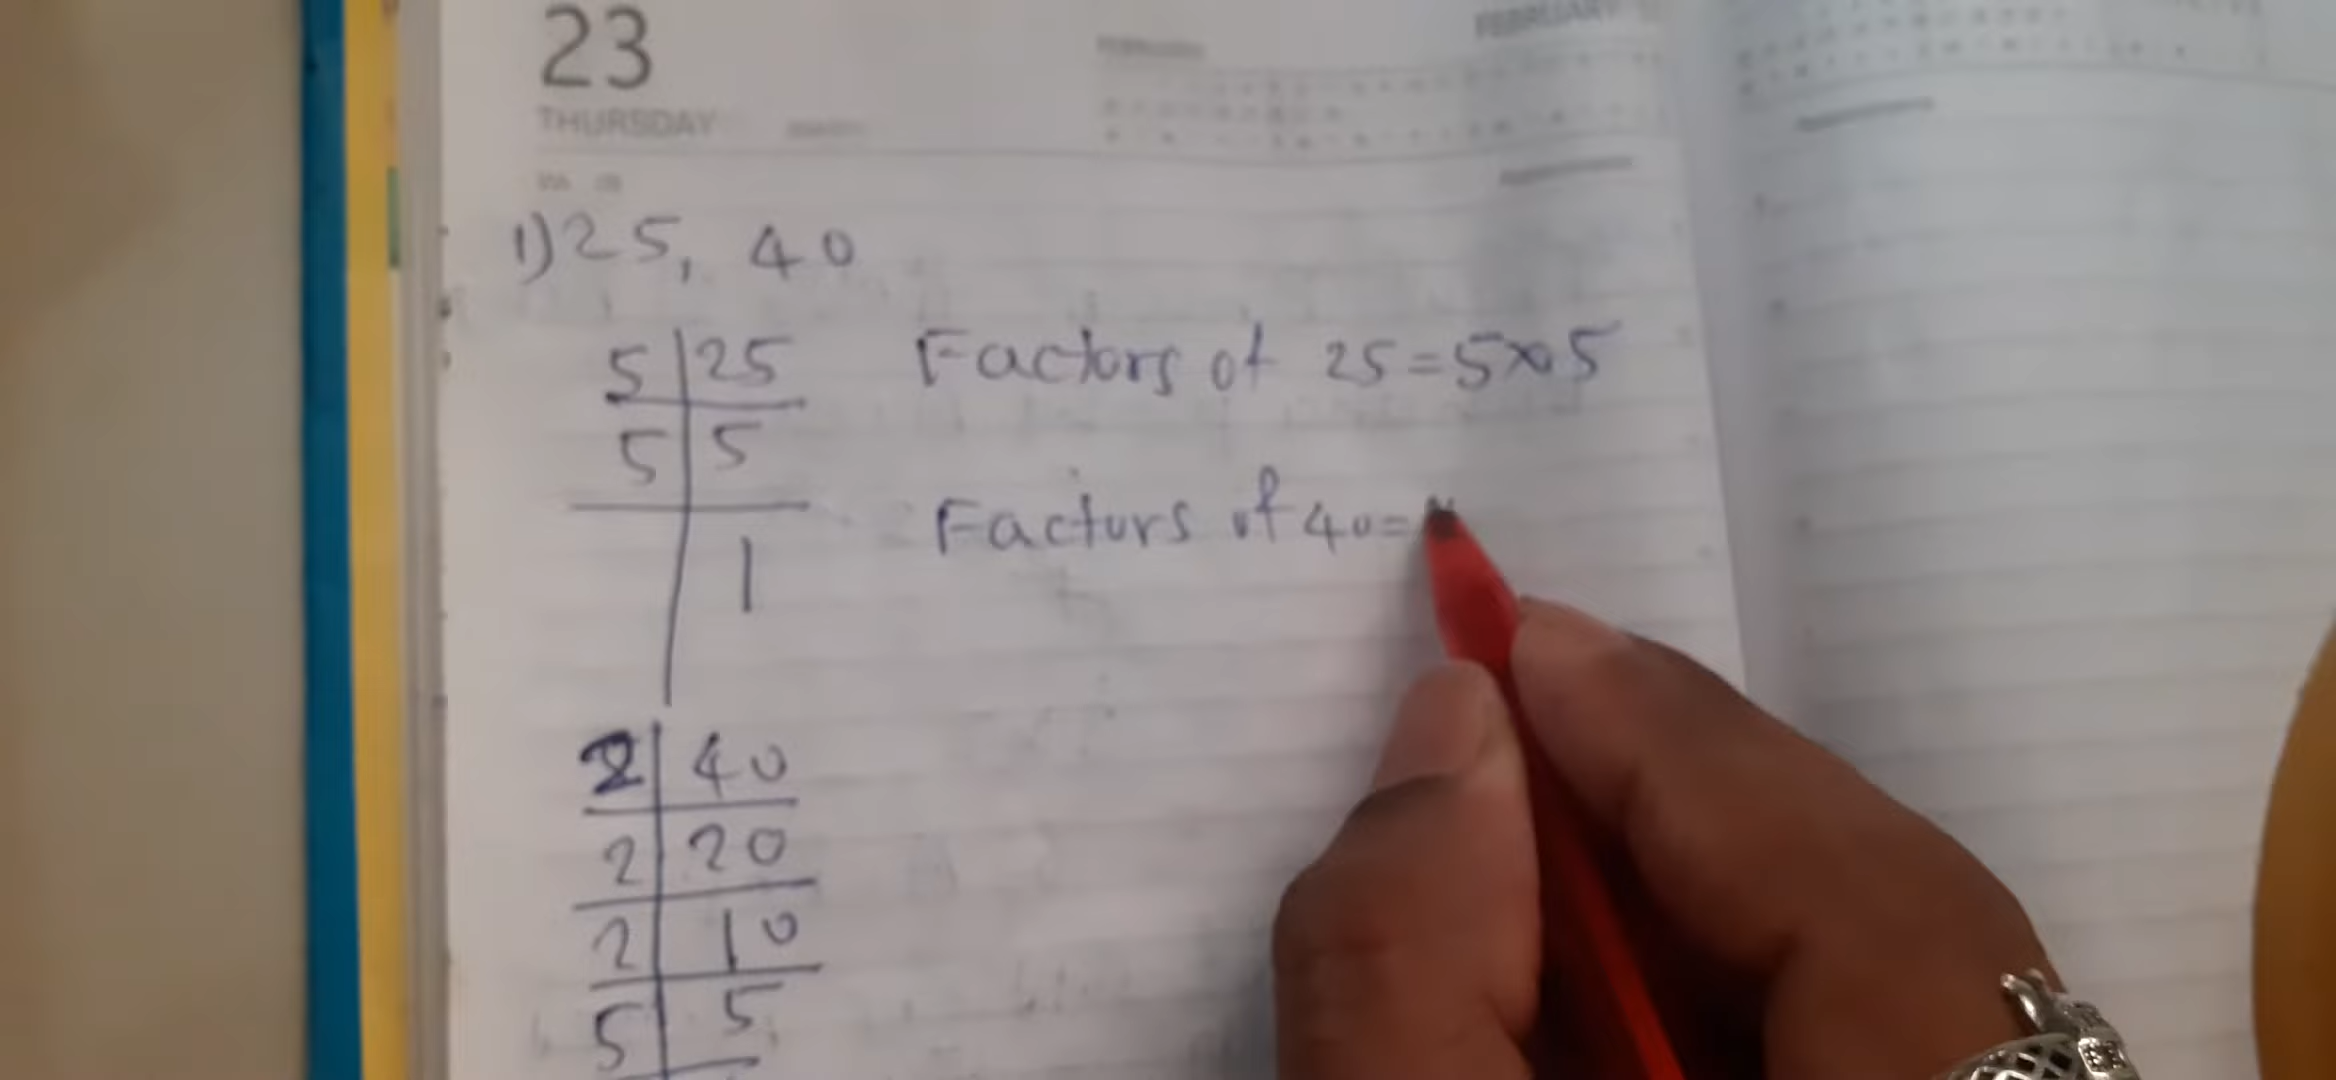 23
FEBRUARY
THURSDAY
1) 25, 40
5 | 25
Factors of 25 = 5×5
5 | 5
1
Factors of 40 =
2 | 40
2 | 20
2 | 10
5 | 5